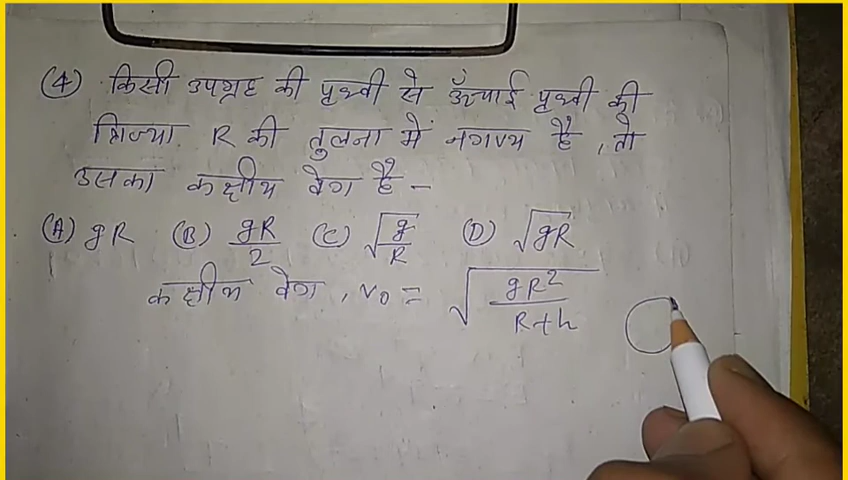 (4) किसी उपग्रह की पृथ्वी से ऊँचाई पृथ्वी की
त्रिज्या R की तुलना में नगण्य है, तो
उसका कक्षीय वेग है -
(A) gR (B) gR/2 (C) √(g/R) (D) √gR
कक्षीय वेग, v₀ = √(gR²/(R+h))